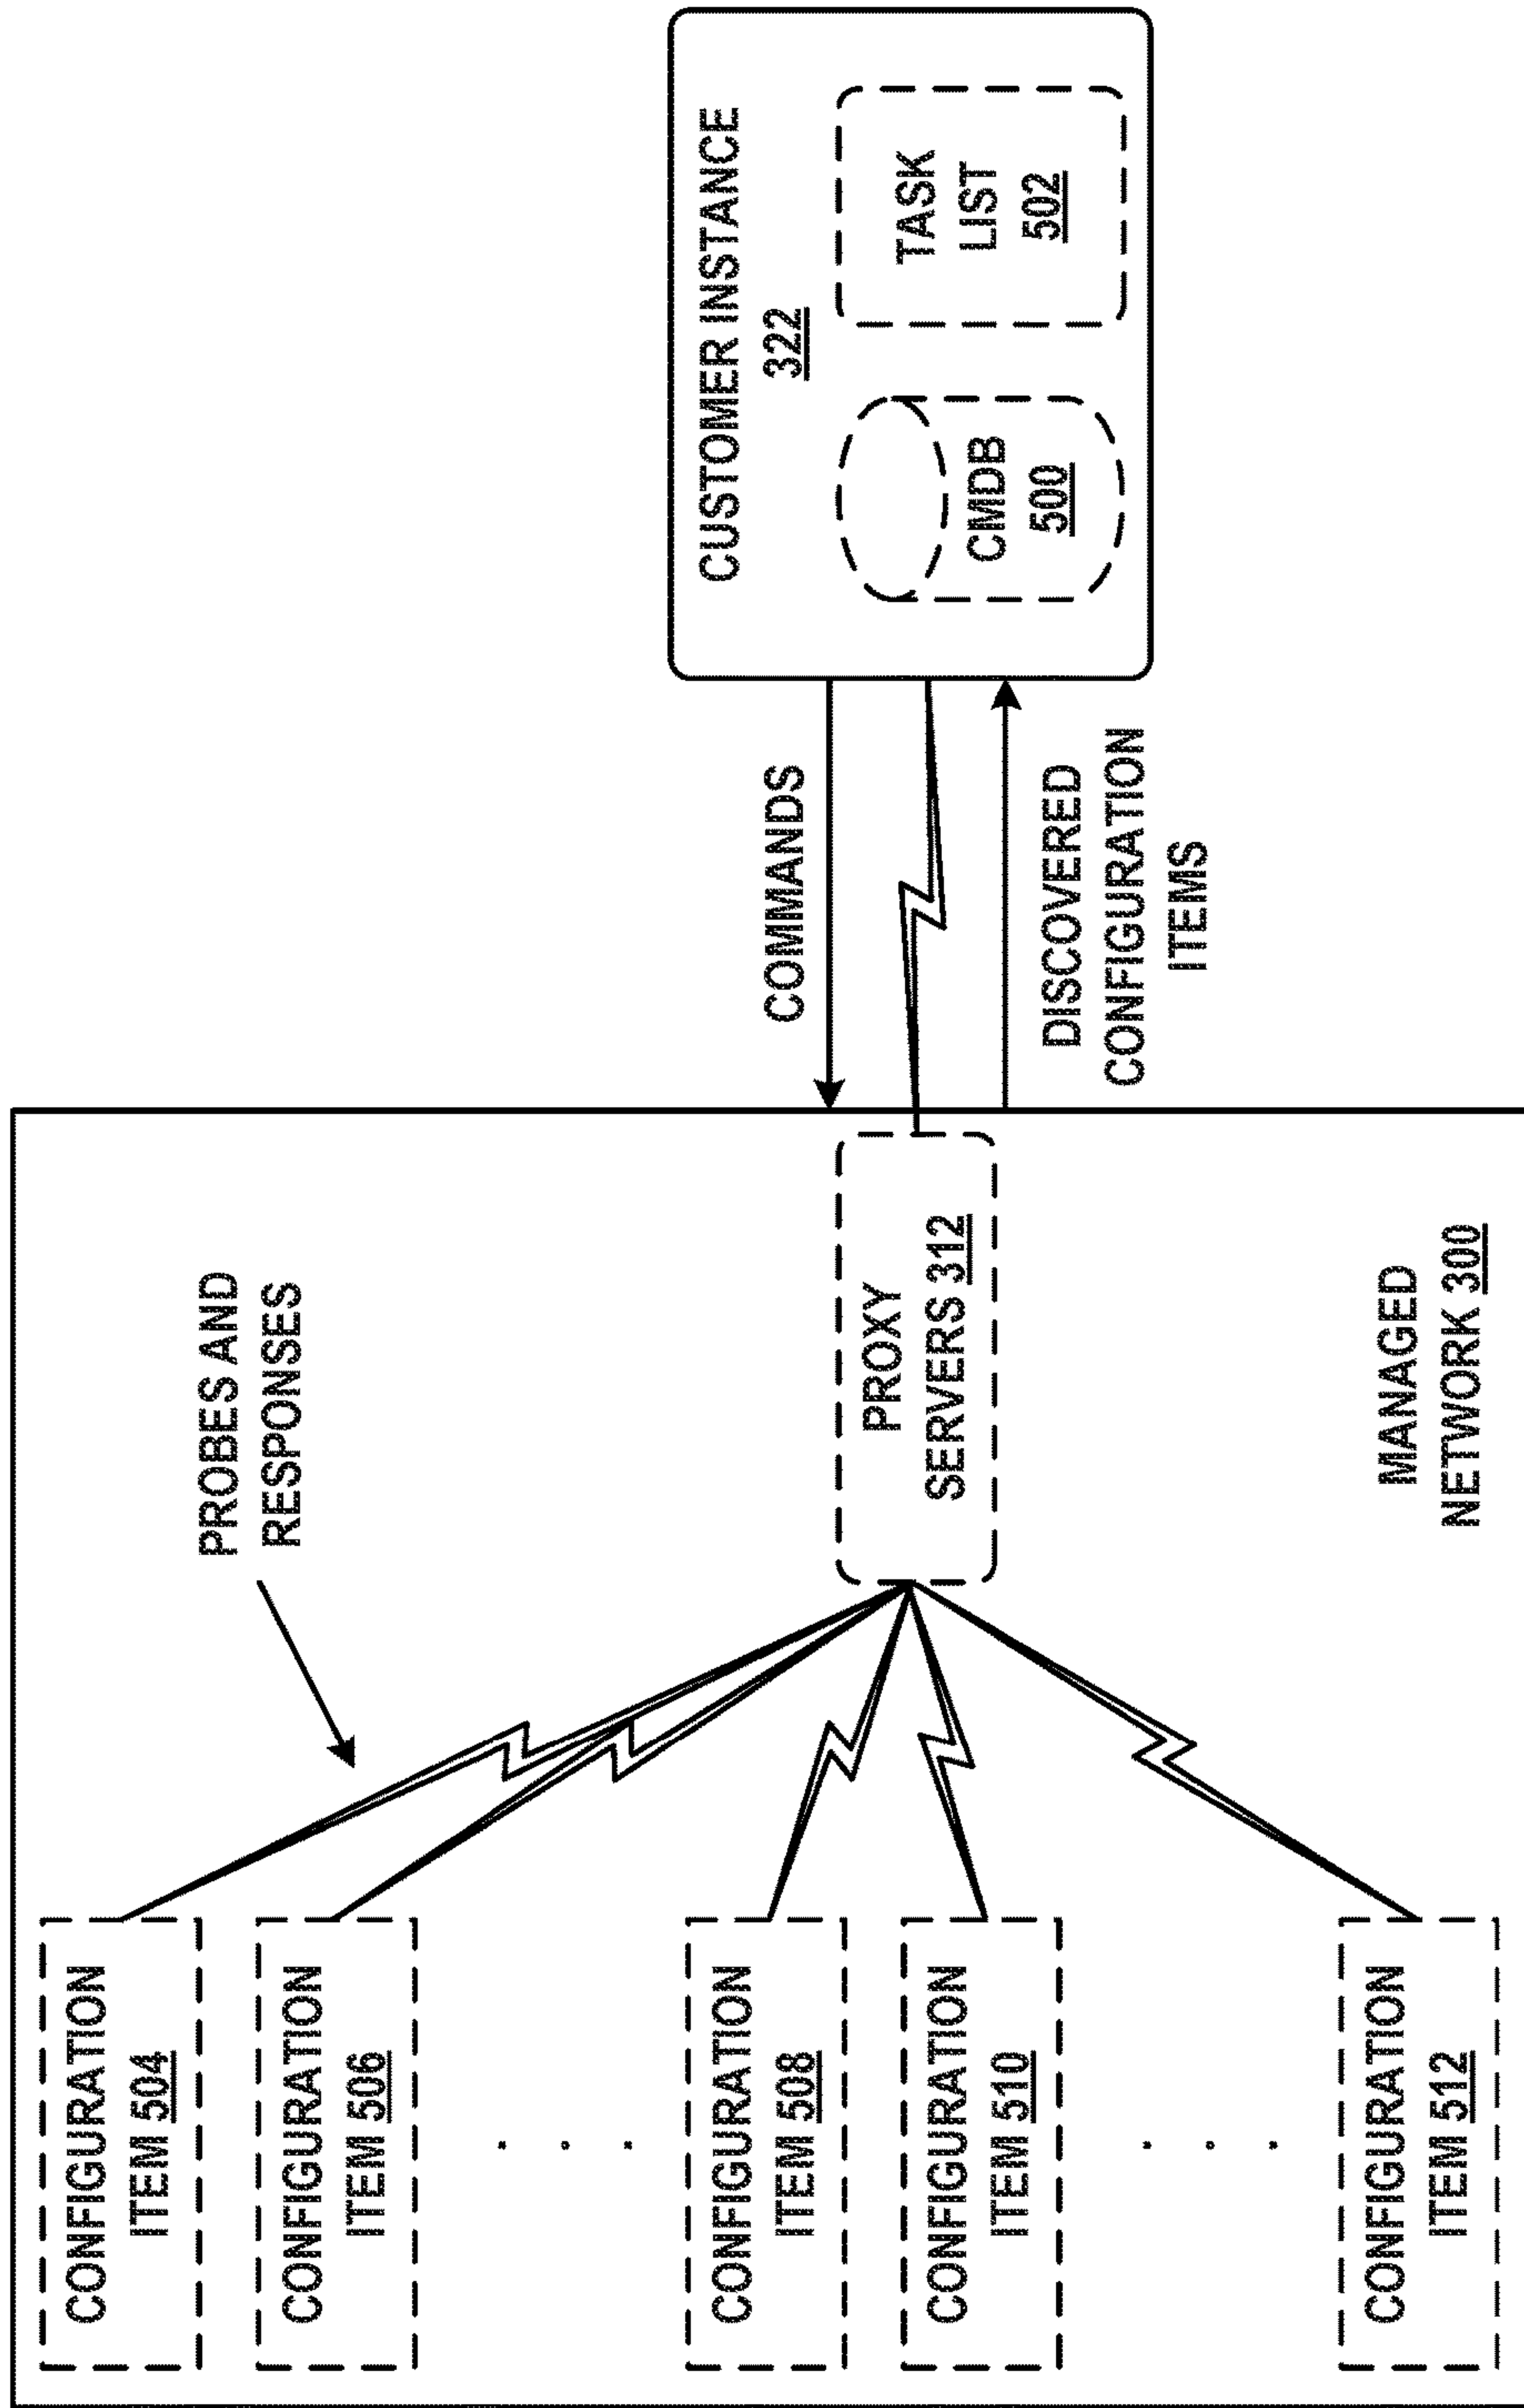 CUSTOMER INSTANCE
322
CMDB
500
TASK
LIST
502
COMMANDS
DISCOVERED
CONFIGURATION
ITEMS
PROBES AND
RESPONSES
PROXY
SERVERS 312
MANAGED
NETWORK 300
CONFIGURATION
ITEM 504
CONFIGURATION
ITEM 506
CONFIGURATION
ITEM 508
CONFIGURATION
ITEM 510
CONFIGURATION
ITEM 512